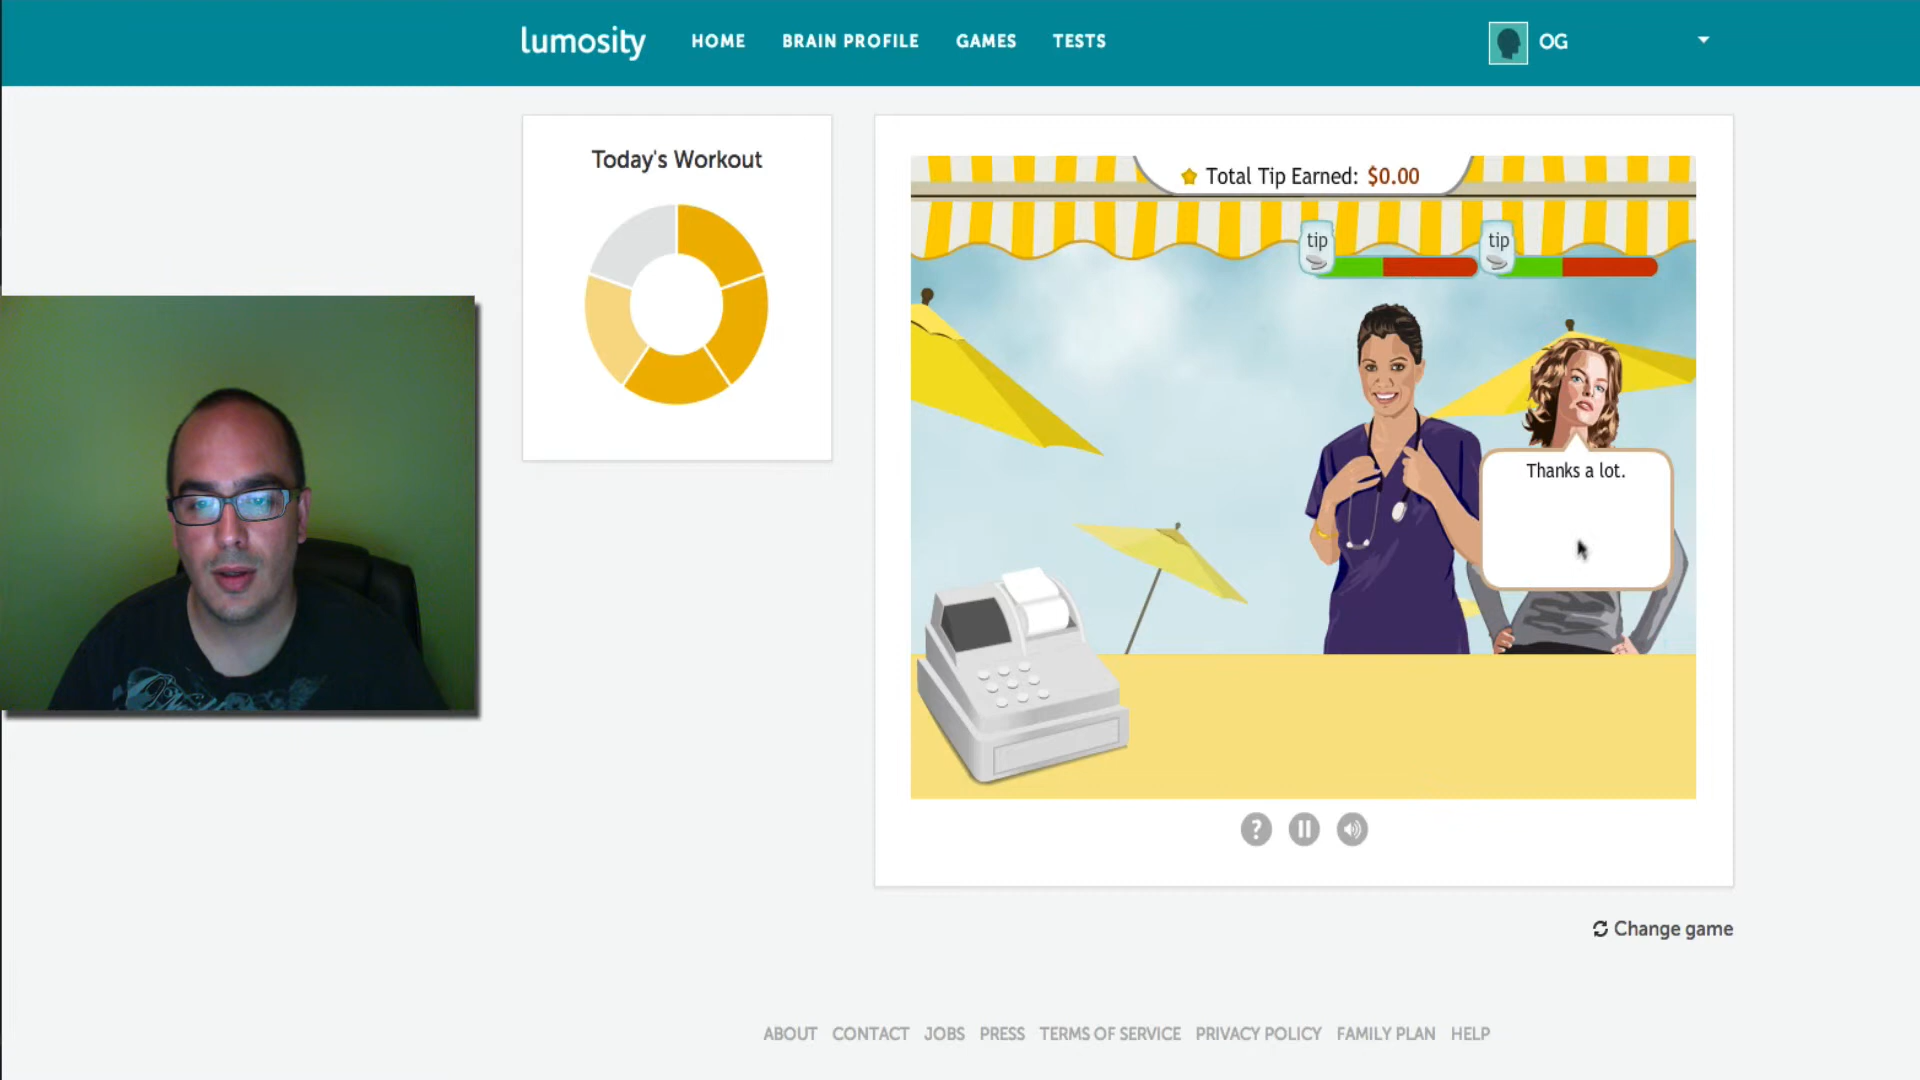 lumosity
HOME
BRAIN PROFILE
GAMES
TESTS
OG
Today's Workout
Total Tip Earned: $0.00
tip
tip
Thanks a lot.
?
Change game
ABOUT
CONTACT
JOBS
PRESS
TERMS OF SERVICE
PRIVACY POLICY
FAMILY PLAN
HELP